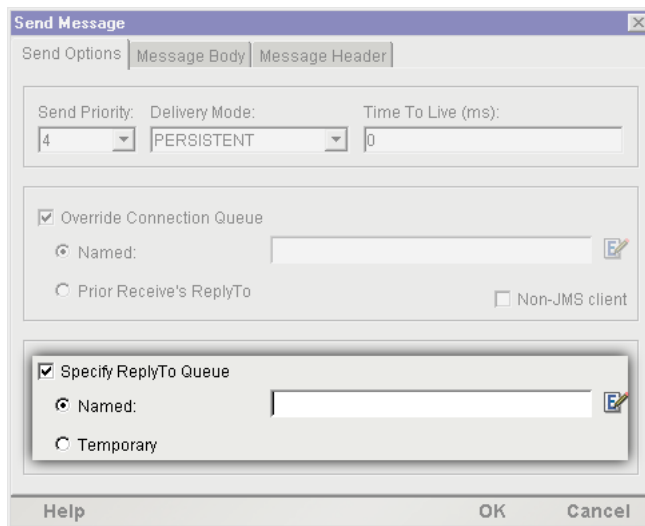 Send Message
Send Options Message Body Message Header
Send Priority: Delivery Mode: Time To Live (ms):
4 PERSISTENT 0
Override Connection Queue
Named:
Prior Receive's ReplyTo
Non-JMS client
Specify ReplyTo Queue
Named:
Temporary
Help OK Cancel